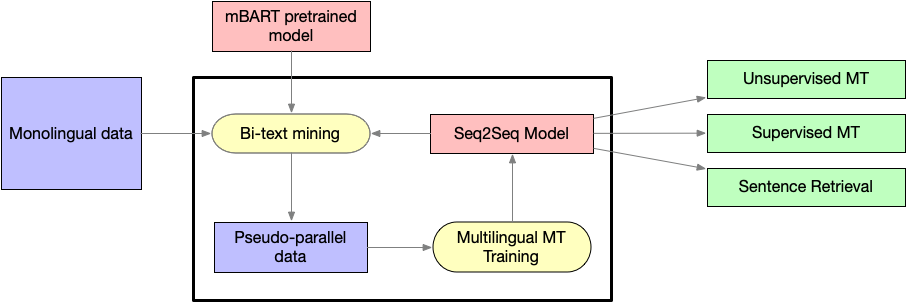 mBART pretrained
model
Monolingual data
Bi-text mining
Seq2Seq Model
Unsupervised MT
Supervised MT
Sentence Retrieval
Pseudo-parallel
data
Multilingual MT
Training